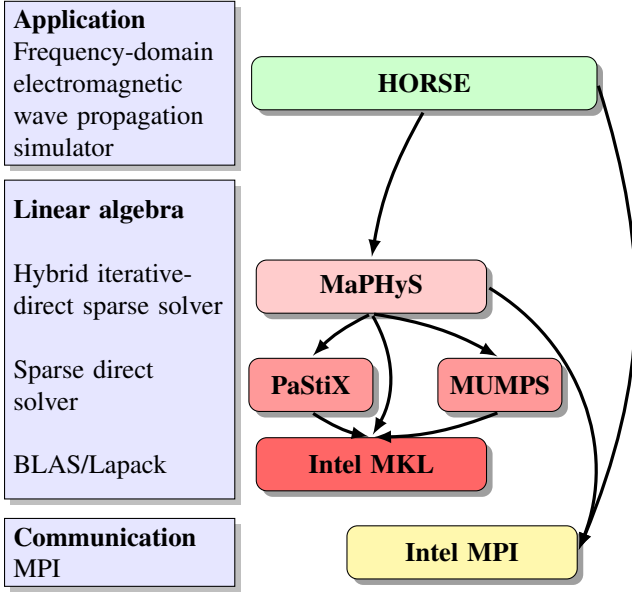 Application
Frequency-domain
electromagnetic
wave propagation
simulator
HORSE
Linear algebra
Hybrid iterative-
direct sparse solver
MaPHyS
Sparse direct
solver
PaStiX
MUMPS
BLAS/Lapack
Intel MKL
Communication
MPI
Intel MPI